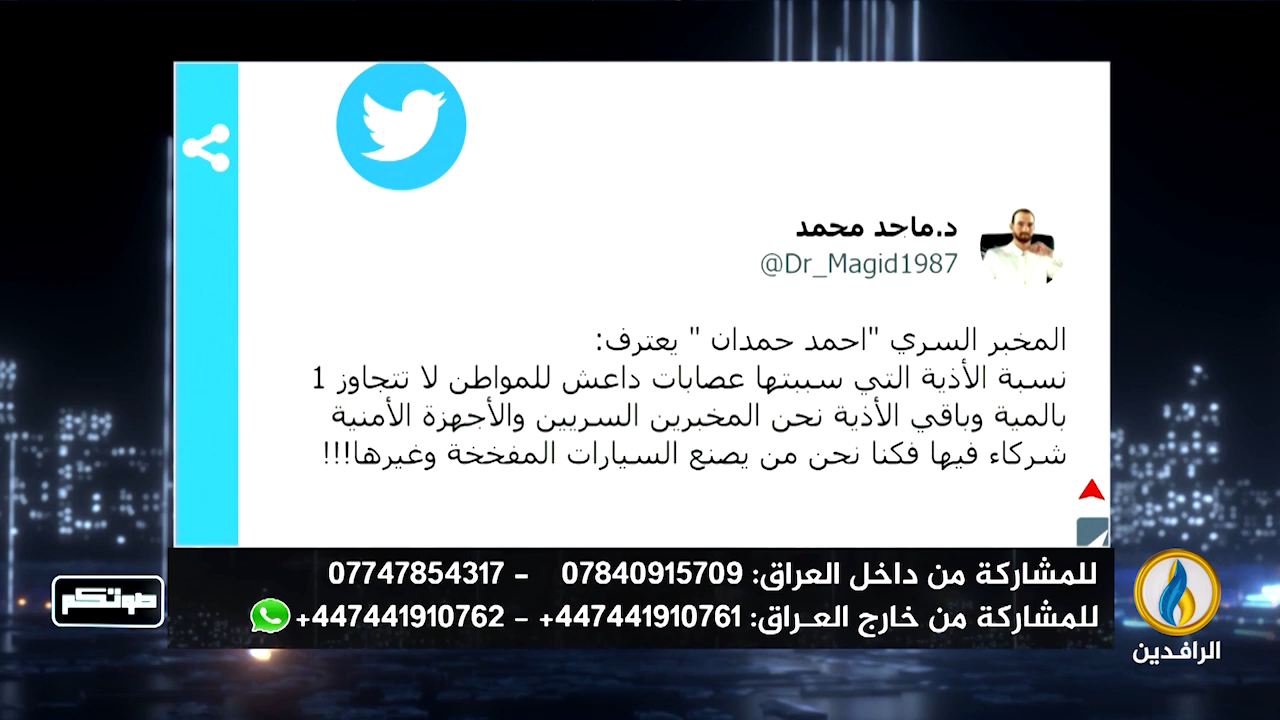 د.ماجد محمد
@Dr_Magid1987
المخبر السري "احمد حمدان " يعترف:
نسبة الأذية التي سببتها عصابات داعش للمواطن لا تتجاوز 1
بالمية وباقي الأذية نحن المخبرين السريين والأجهزة الأمنية
شركاء فيها فكنا نحن من يصنع السيارات المفخخة وغيرها!!!
للمشاركة من داخل العراق: 07840915709 - 07747854317
للمشاركة من خارج العـراق: 447441910761+ - 447441910762+
صوتكم
الرافدين